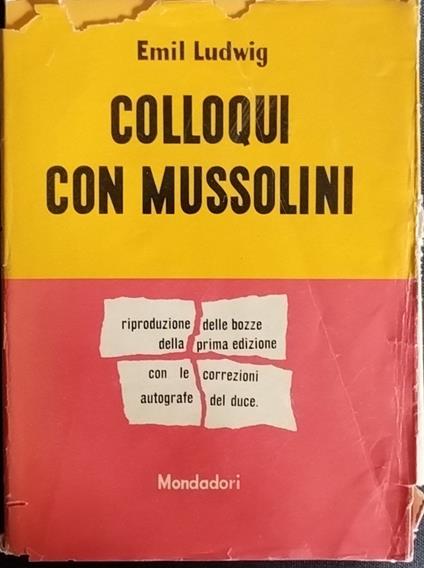 Emil Ludwig
COLLOQUI
CON MUSSOLINI
riproduzione delle bozze
della prima edizione
con le correzioni
autografe del duce.
Mondadori